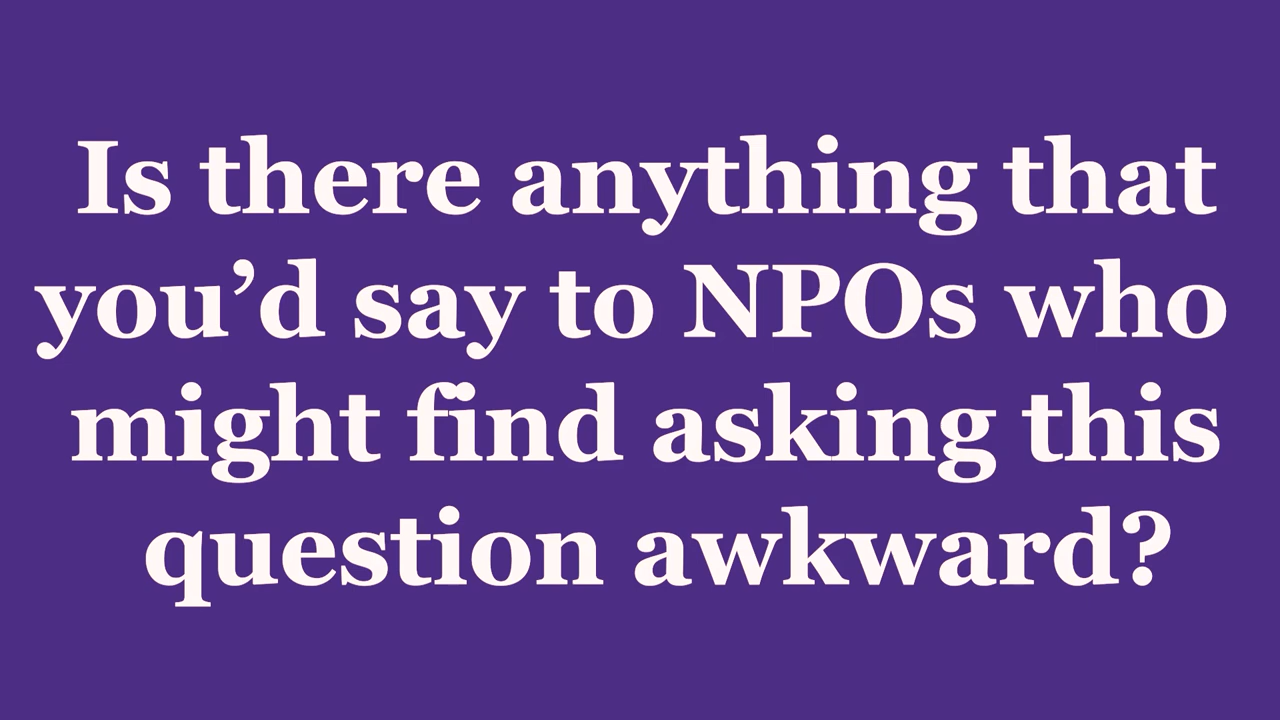 Is there anything that
you’d say to NPOs who
might find asking this
question awkward?